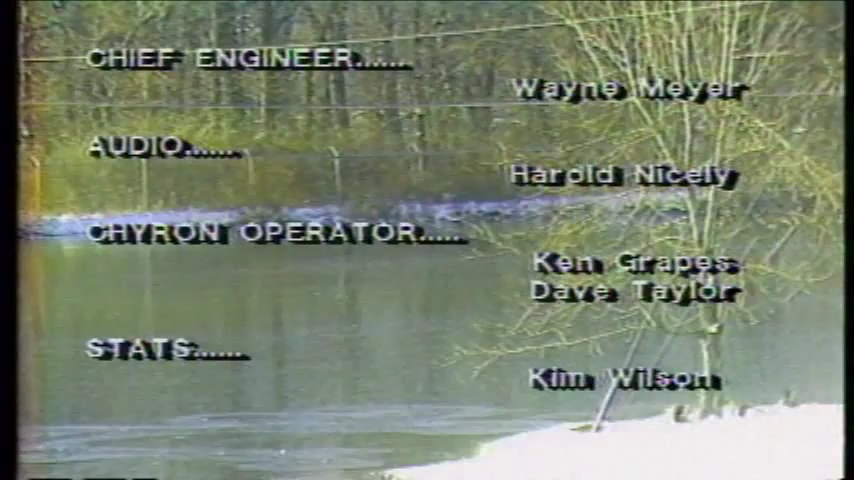 CHIEF ENGINEER......
Wayne Meyer
AUDIO......
Harold Nicely
CHYRON OPERATOR.....
Ken Grapes
Dave Taylor
STATS......
Kim Wilson